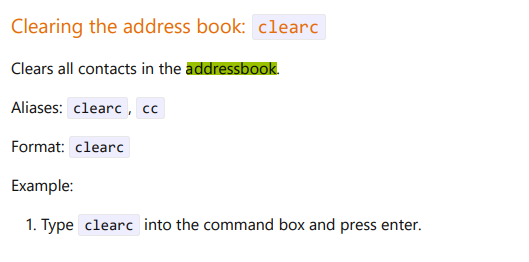 Clearing the address book: clearc
Clears all contacts in the addressbook.
Aliases: clearc, cc
Format: clearc
Example:
1. Type clearc into the command box and press enter.